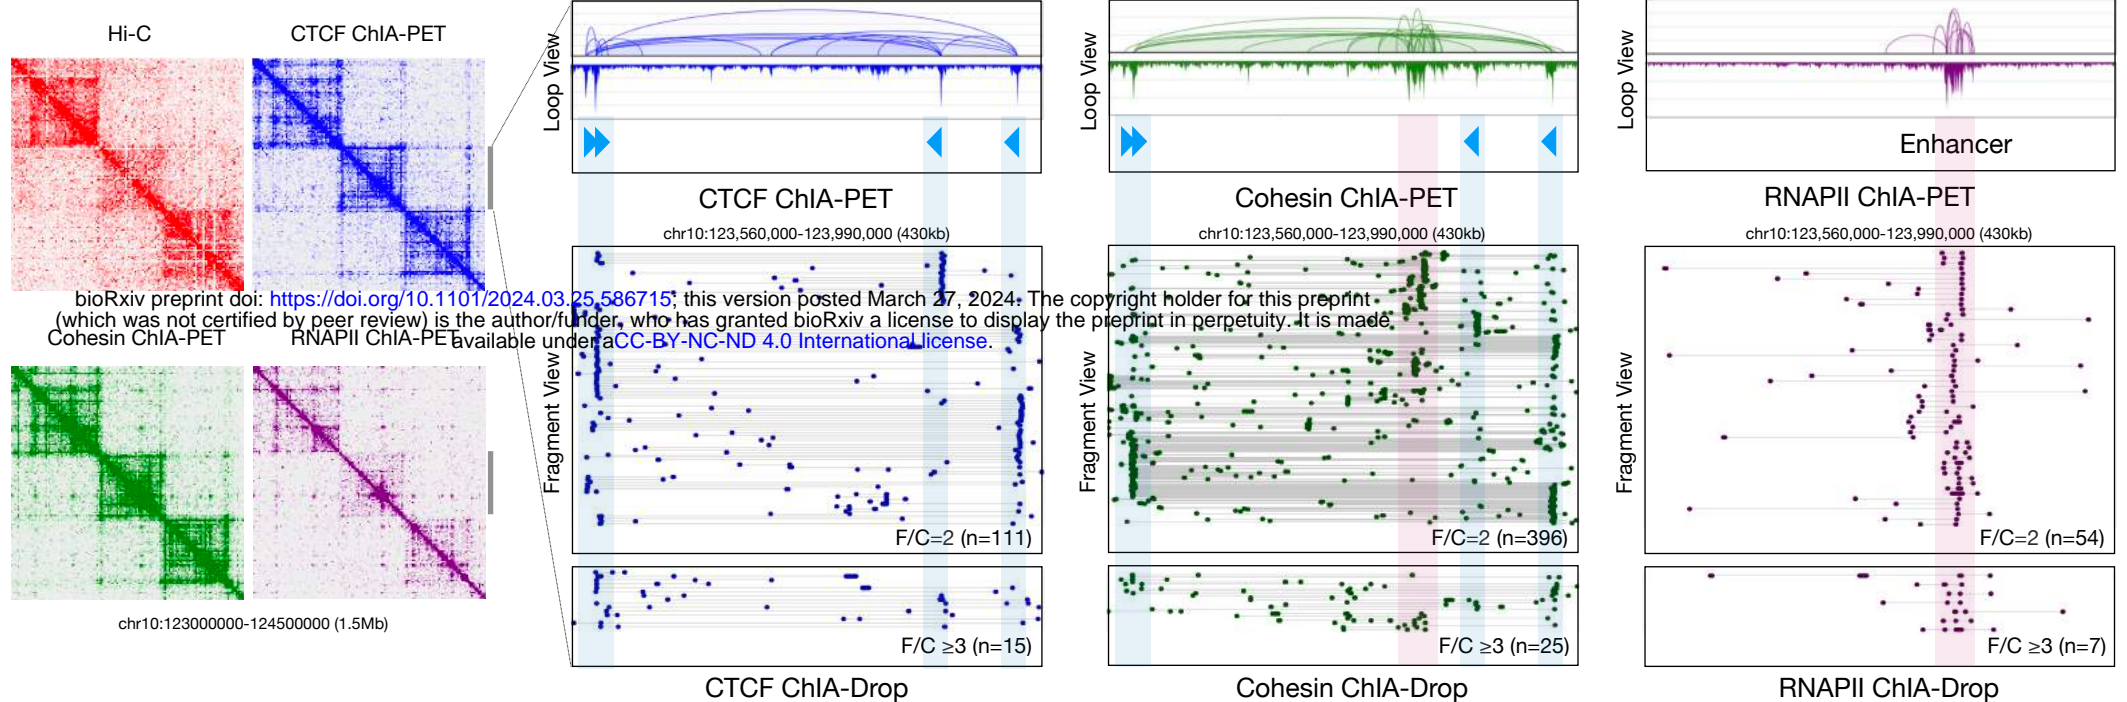 Hi-C
CTCF ChIA-PET
bioRxiv preprint doi: https://doi.org/10.1101/2024.03.25.586715; this version posted March 27, 2024. The copyright holder for this preprint
(which was not certified by peer review) is the author/funder, who has granted bioRxiv a license to display the preprint in perpetuity. It is made
available under aCC-BY-NC-ND 4.0 International license.
Cohesin ChIA-PET
RNAPII ChIA-PET
chr10:123000000-124500000 (1.5Mb)
Loop View
CTCF ChIA-PET
chr10:123,560,000-123,990,000 (430kb)
Fragment View
F/C=2 (n=111)
F/C ≥3 (n=15)
CTCF ChIA-Drop
Loop View
Cohesin ChIA-PET
chr10:123,560,000-123,990,000 (430kb)
Fragment View
F/C=2 (n=396)
F/C ≥3 (n=25)
Cohesin ChIA-Drop
Loop View
Enhancer
RNAPII ChIA-PET
chr10:123,560,000-123,990,000 (430kb)
Fragment View
F/C=2 (n=54)
F/C ≥3 (n=7)
RNAPII ChIA-Drop